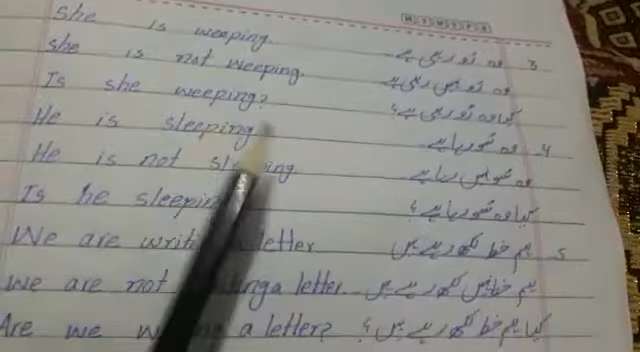 She is weeping. وہ رو رہی ہے 3
she is not weeping. وہ رو نہیں رہی ہے
Is she weeping? کیا وہ رو رہی ہے؟
He is sleeping وہ سو رہا ہے 4
He is not وہ سو نہیں رہا ہے
Is he sleeping کیا وہ سو رہا ہے؟
We are a letter ہم خط لکھ رہے ہیں 5
we are not a letter ہم خط نہیں لکھ رہے ہیں
Are we a letter? کیا ہم خط لکھ رہے ہیں؟